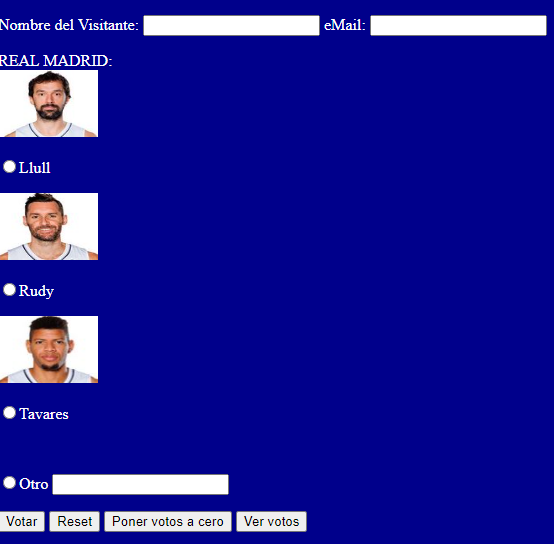 Nombre del Visitante: eMail:
REAL MADRID:
Llull
Rudy
Tavares
Otro
Votar Reset Poner votos a cero Ver votos